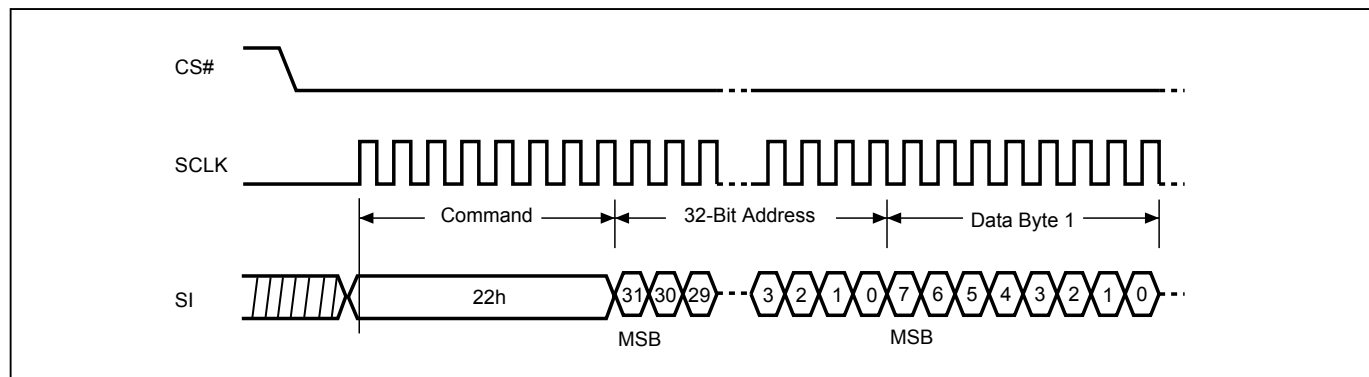 CS#
SCLK
Command 32-Bit Address Data Byte 1
SI 22h 31 30 29 3 2 1 0 7 6 5 4 3 2 1 0
MSB MSB